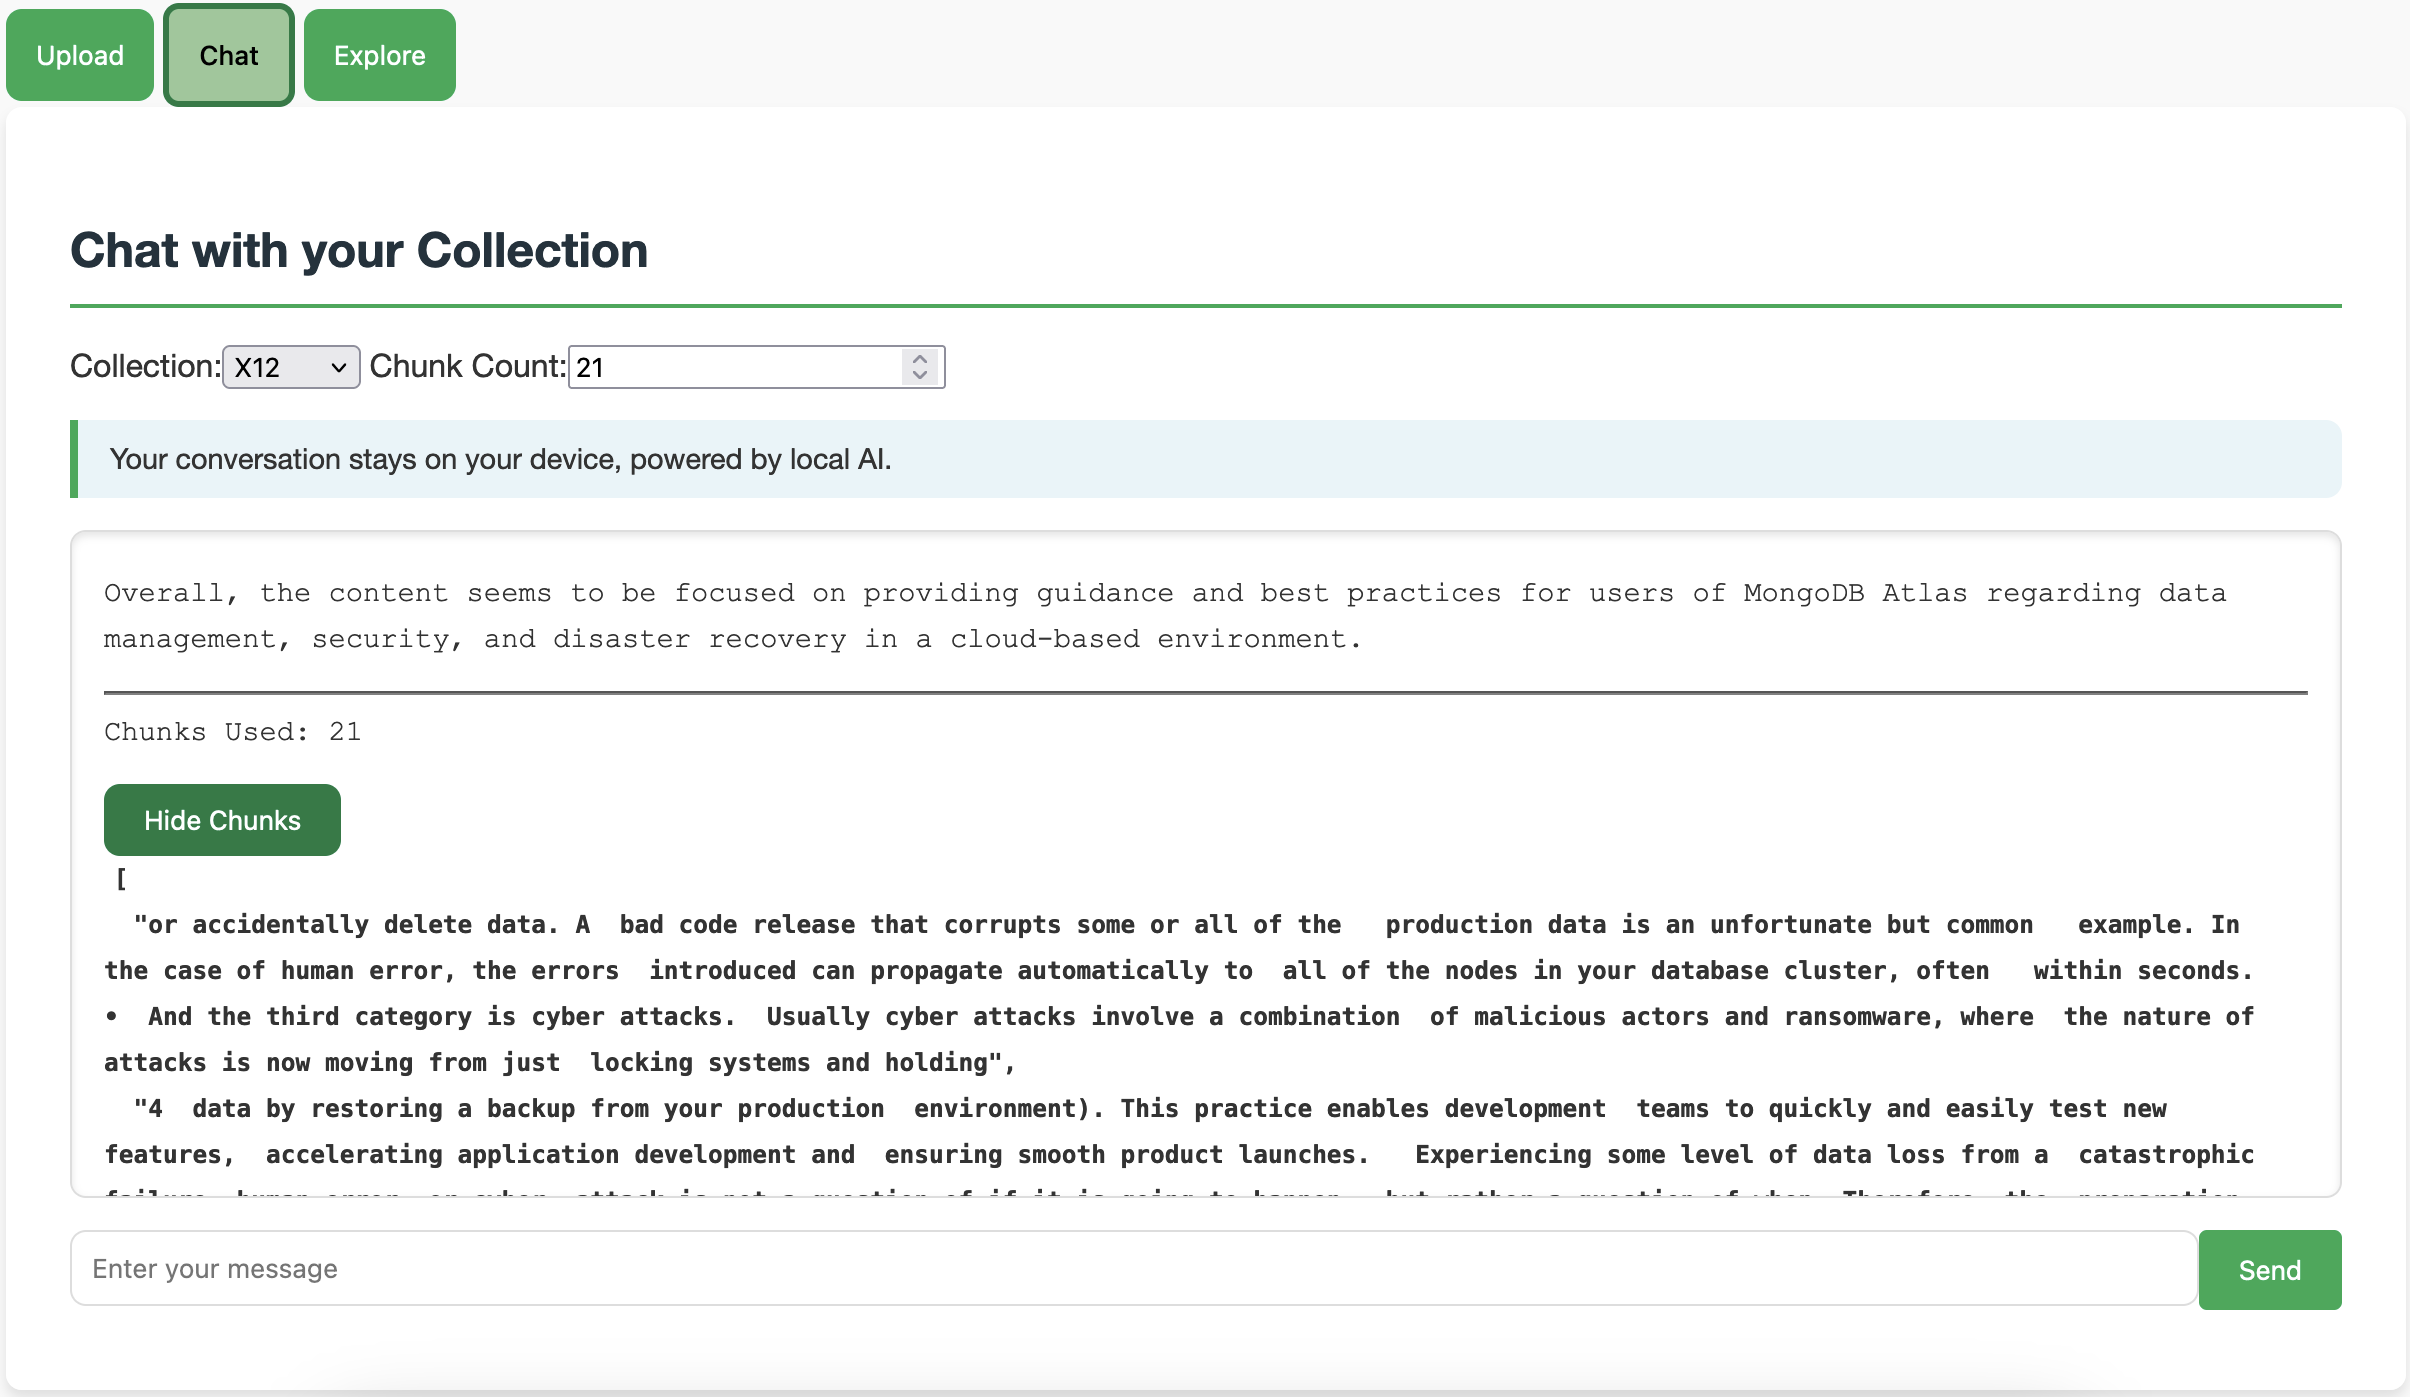 Upload Chat Explore
Chat with your Collection
Collection: X12 Chunk Count: 21
Your conversation stays on your device, powered by local AI.
Overall, the content seems to be focused on providing guidance and best practices for users of MongoDB Atlas regarding data
management, security, and disaster recovery in a cloud-based environment.
Chunks Used: 21
Hide Chunks
[
"or accidentally delete data. A  bad code release that corrupts some or all of the   production data is an unfortunate but common   example. In
the case of human error, the errors  introduced can propagate automatically to  all of the nodes in your database cluster, often   within seconds.
•  And the third category is cyber attacks.  Usually cyber attacks involve a combination  of malicious actors and ransomware, where  the nature of
attacks is now moving from just  locking systems and holding",
"4  data by restoring a backup from your production  environment). This practice enables development  teams to quickly and easily test new
features,  accelerating application development and  ensuring smooth product launches.   Experiencing some level of data loss from a  catastrophic
Enter your message
Send